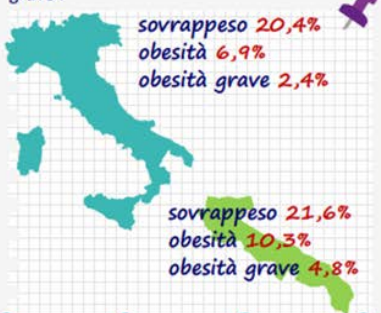 sovrappeso 20,4%
obesità 6,9%
obesità grave 2,4%
sovrappeso 21,6%
obesità 10,3%
obesità grave 4,8%